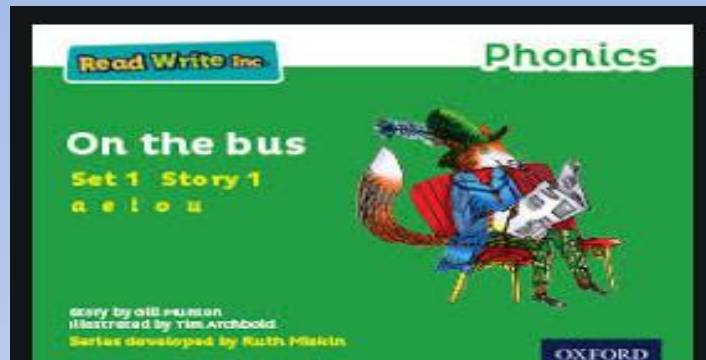 Read Write Inc.
Phonics
On the bus
Set 1 Story 1
a e i o u
Story by Gill Munton
Illustrated by Tim Archbold
Series developed by Ruth Miskin
OXFORD